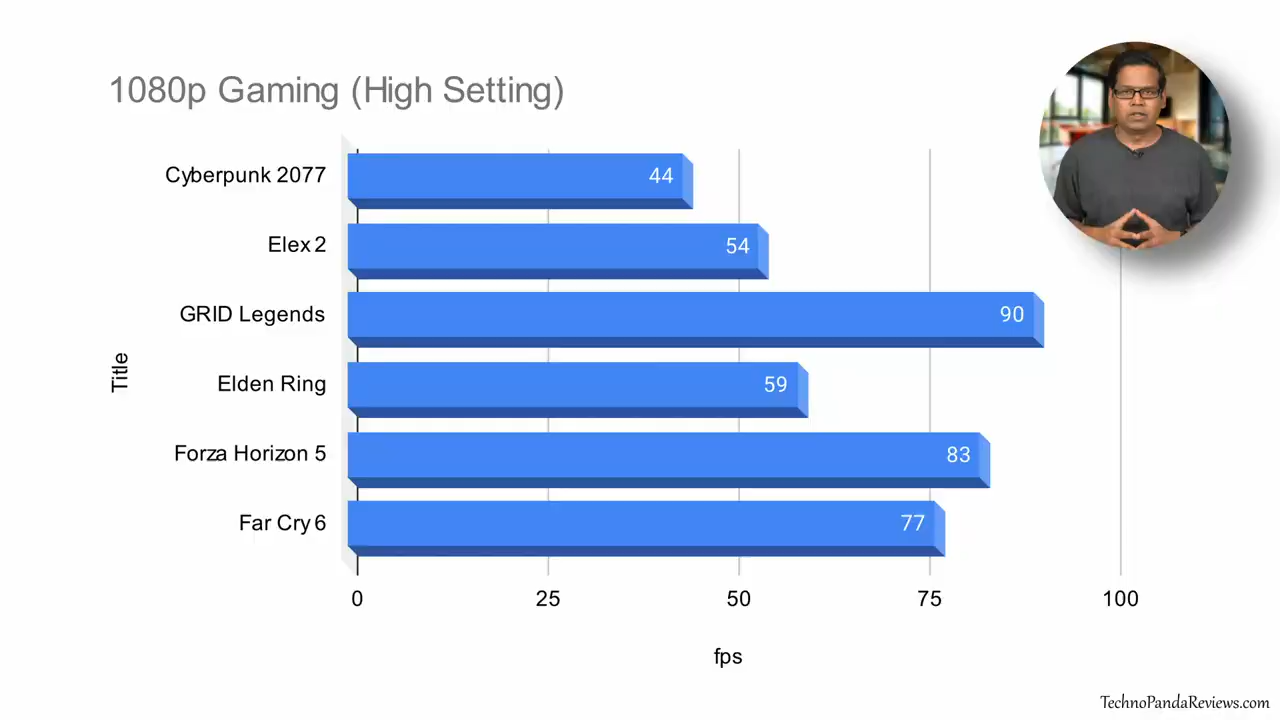 1080p Gaming (High Setting)
Cyberpunk 2077
44
Elex 2
54
GRID Legends
90
Title
Elden Ring
59
Forza Horizon 5
83
Far Cry 6
77
0 25 50 75 100
fps
TechnoPandaReviews.com